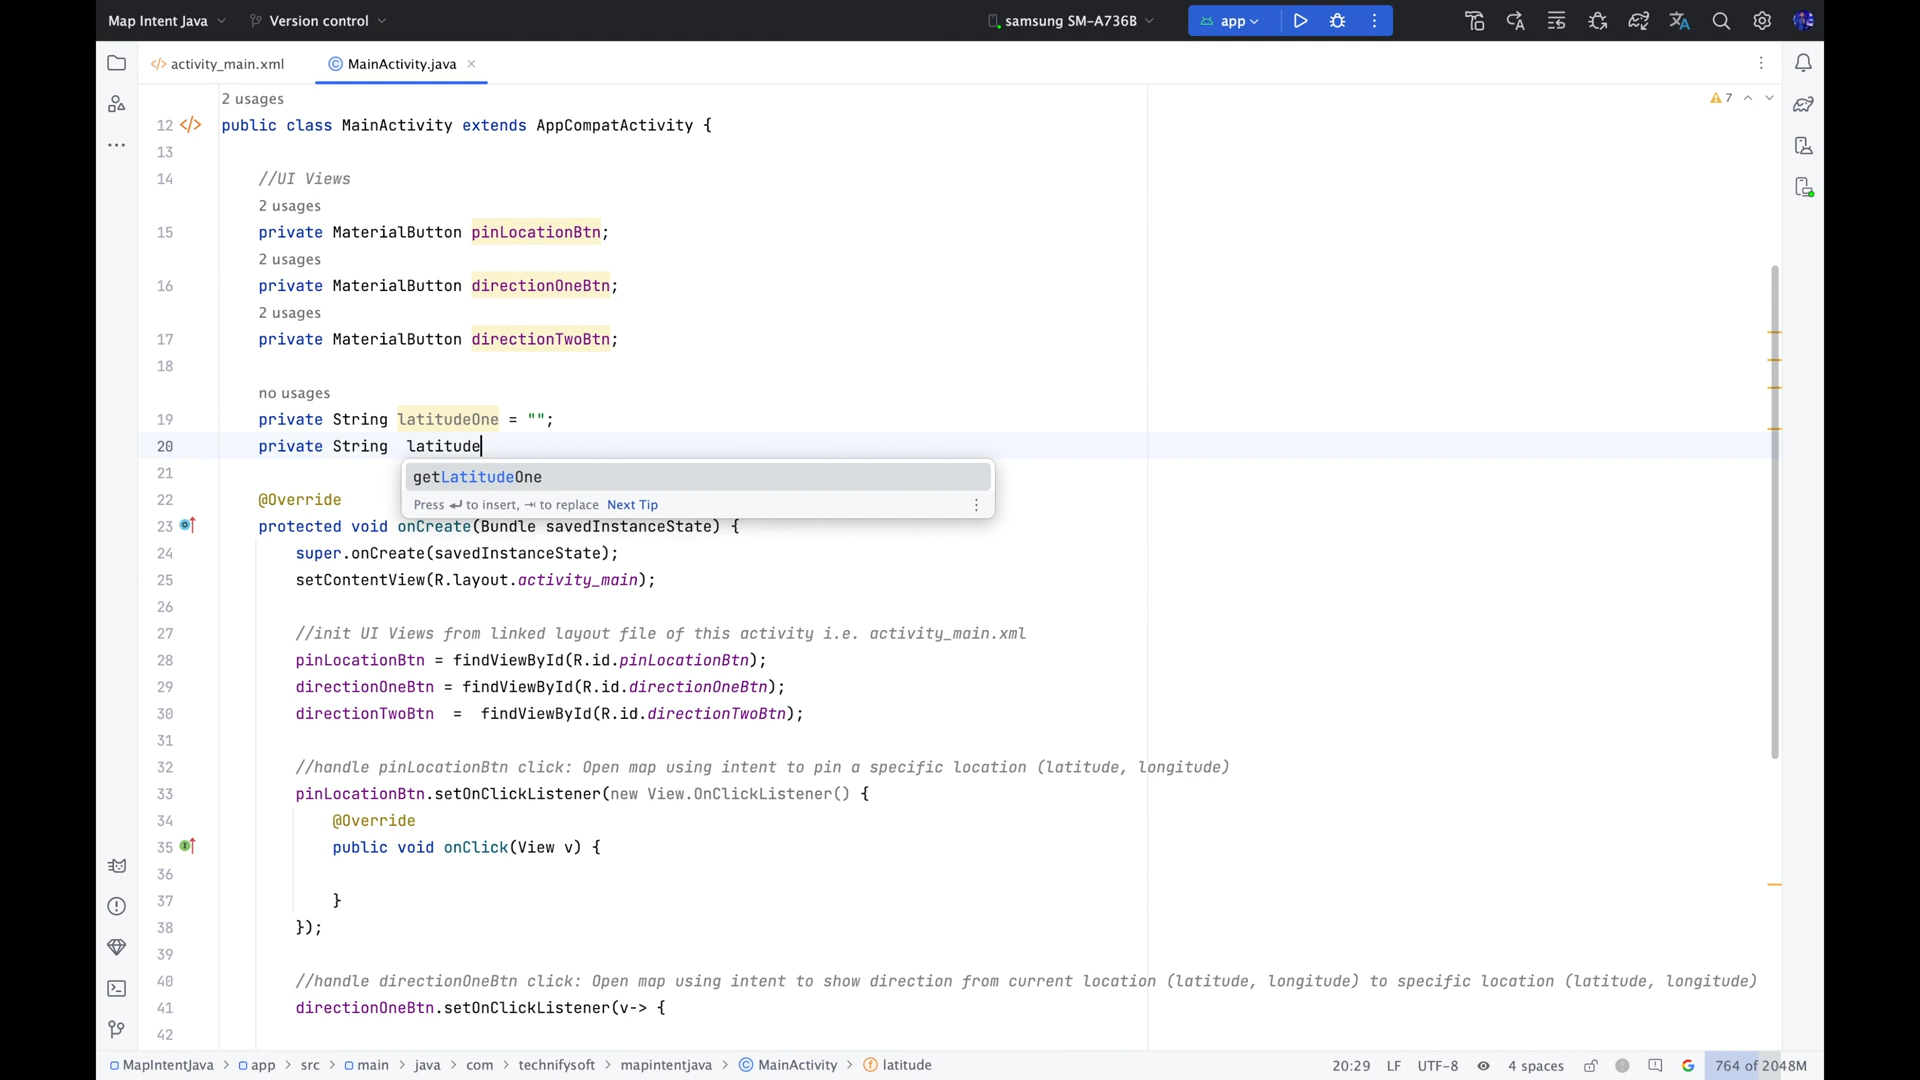 Map Intent Java
Version control
samsung SM-A736B
app
activity_main.xml
MainActivity.java
2 usages
7
12 public class MainActivity extends AppCompatActivity {
13
14 //UI Views
2 usages
15 private MaterialButton pinLocationBtn;
2 usages
16 private MaterialButton directionOneBtn;
2 usages
17 private MaterialButton directionTwoBtn;
18
no usages
19 private String latitudeOne = "";
20 private String  latitude
getLatitudeOne
Press ↵ to insert, ⇥ to replace Next Tip
21
22 @Override
23 protected void onCreate(Bundle savedInstanceState) {
24 super.onCreate(savedInstanceState);
25 setContentView(R.layout.activity_main);
26
27 //init UI Views from linked layout file of this activity i.e. activity_main.xml
28 pinLocationBtn = findViewById(R.id.pinLocationBtn);
29 directionOneBtn = findViewById(R.id.directionOneBtn);
30 directionTwoBtn  =  findViewById(R.id.directionTwoBtn);
31
32 //handle pinLocationBtn click: Open map using intent to pin a specific location (latitude, longitude)
33 pinLocationBtn.setOnClickListener(new View.OnClickListener() {
34 @Override
35 public void onClick(View v) {
36
37 }
38 });
39
40 //handle directionOneBtn click: Open map using intent to show direction from current location (latitude, longitude) to specific location (latitude, longitude)
41 directionOneBtn.setOnClickListener(v-> {
42
MapIntentJava > app > src > main > java > com > technifysoft > mapintentjava > MainActivity > latitude
20:29 LF UTF-8 4 spaces 764 of 2048M